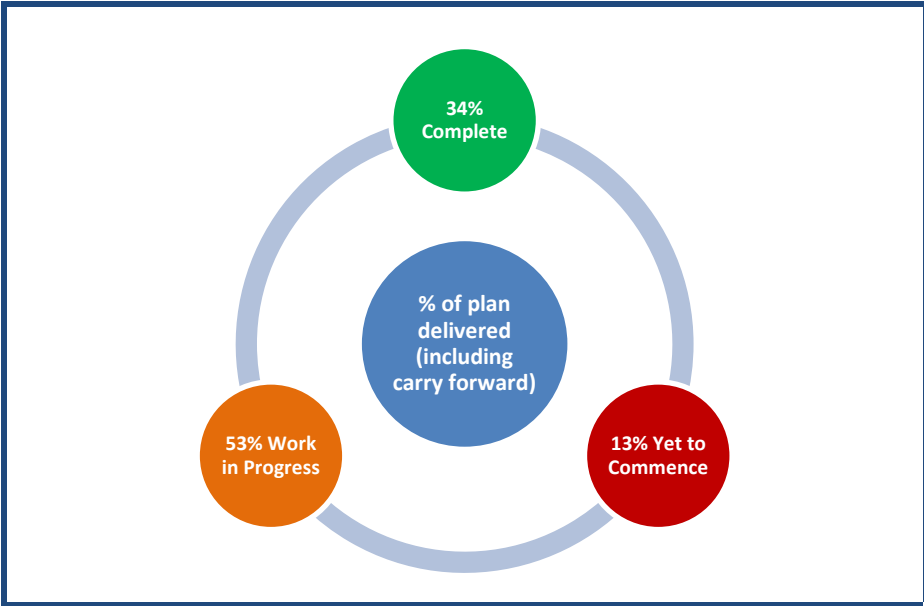 34%
Complete
% of plan
delivered
(including
carry forward)
53% Work
in Progress
13% Yet to
Commence